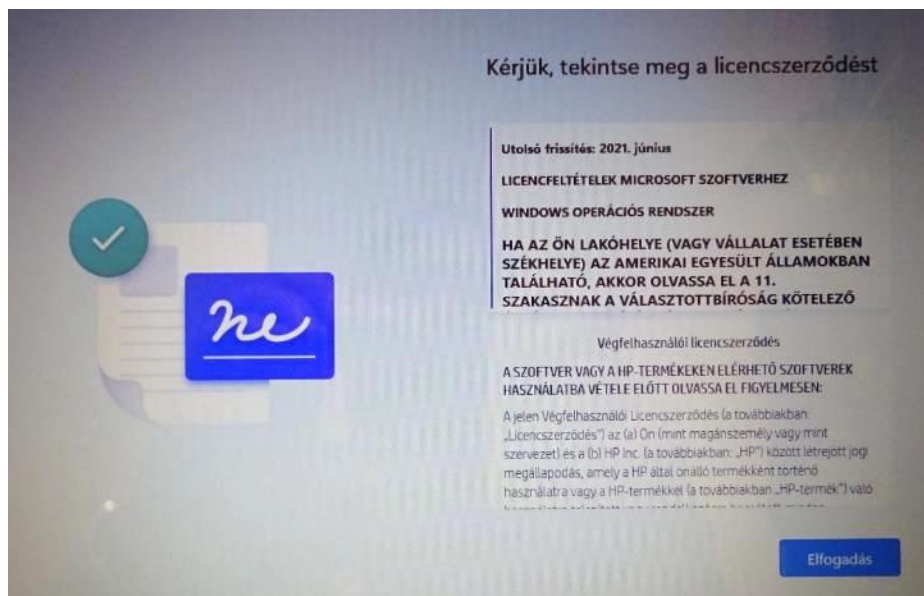 Kérjük, tekintse meg a licencszerződést
Utolsó frissítés: 2021. június
LICENCFELTÉTELEK MICROSOFT SZOFTVERHEZ
WINDOWS OPERÁCIÓS RENDSZER
HA AZ ÖN LAKÓHELYE (VAGY VÁLLALAT ESETÉBEN
SZÉKHELYE) AZ AMERIKAI EGYESÜLT ÁLLAMOKBAN
TALÁLHATÓ, AKKOR OLVASSA EL A 11.
SZAKASZNAK A VÁLASZTOTTBÍRÓSÁG KÖTELEZŐ
Végfelhasználói licencszerződés
A SZOFTVER VAGY A HP-TERMÉKEKEN ELÉRHETŐ SZOFTVEREK
HASZNÁLATBA VÉTELE ELŐTT OLVASSA EL FIGYELMESEN:
A jelen Végfelhasználói Licencszerződés (a továbbiakban:
„Licencszerződés") az (a) Ön (mint magánszemély vagy mint
szervezet) és a (b) HP Inc. (a továbbiakban: „HP") között létrejött jogi
megállapodás, amely a HP által önálló termékként történő
használatra vagy a HP-termékkel (a továbbiakban „HP-termék") való
Elfogadás